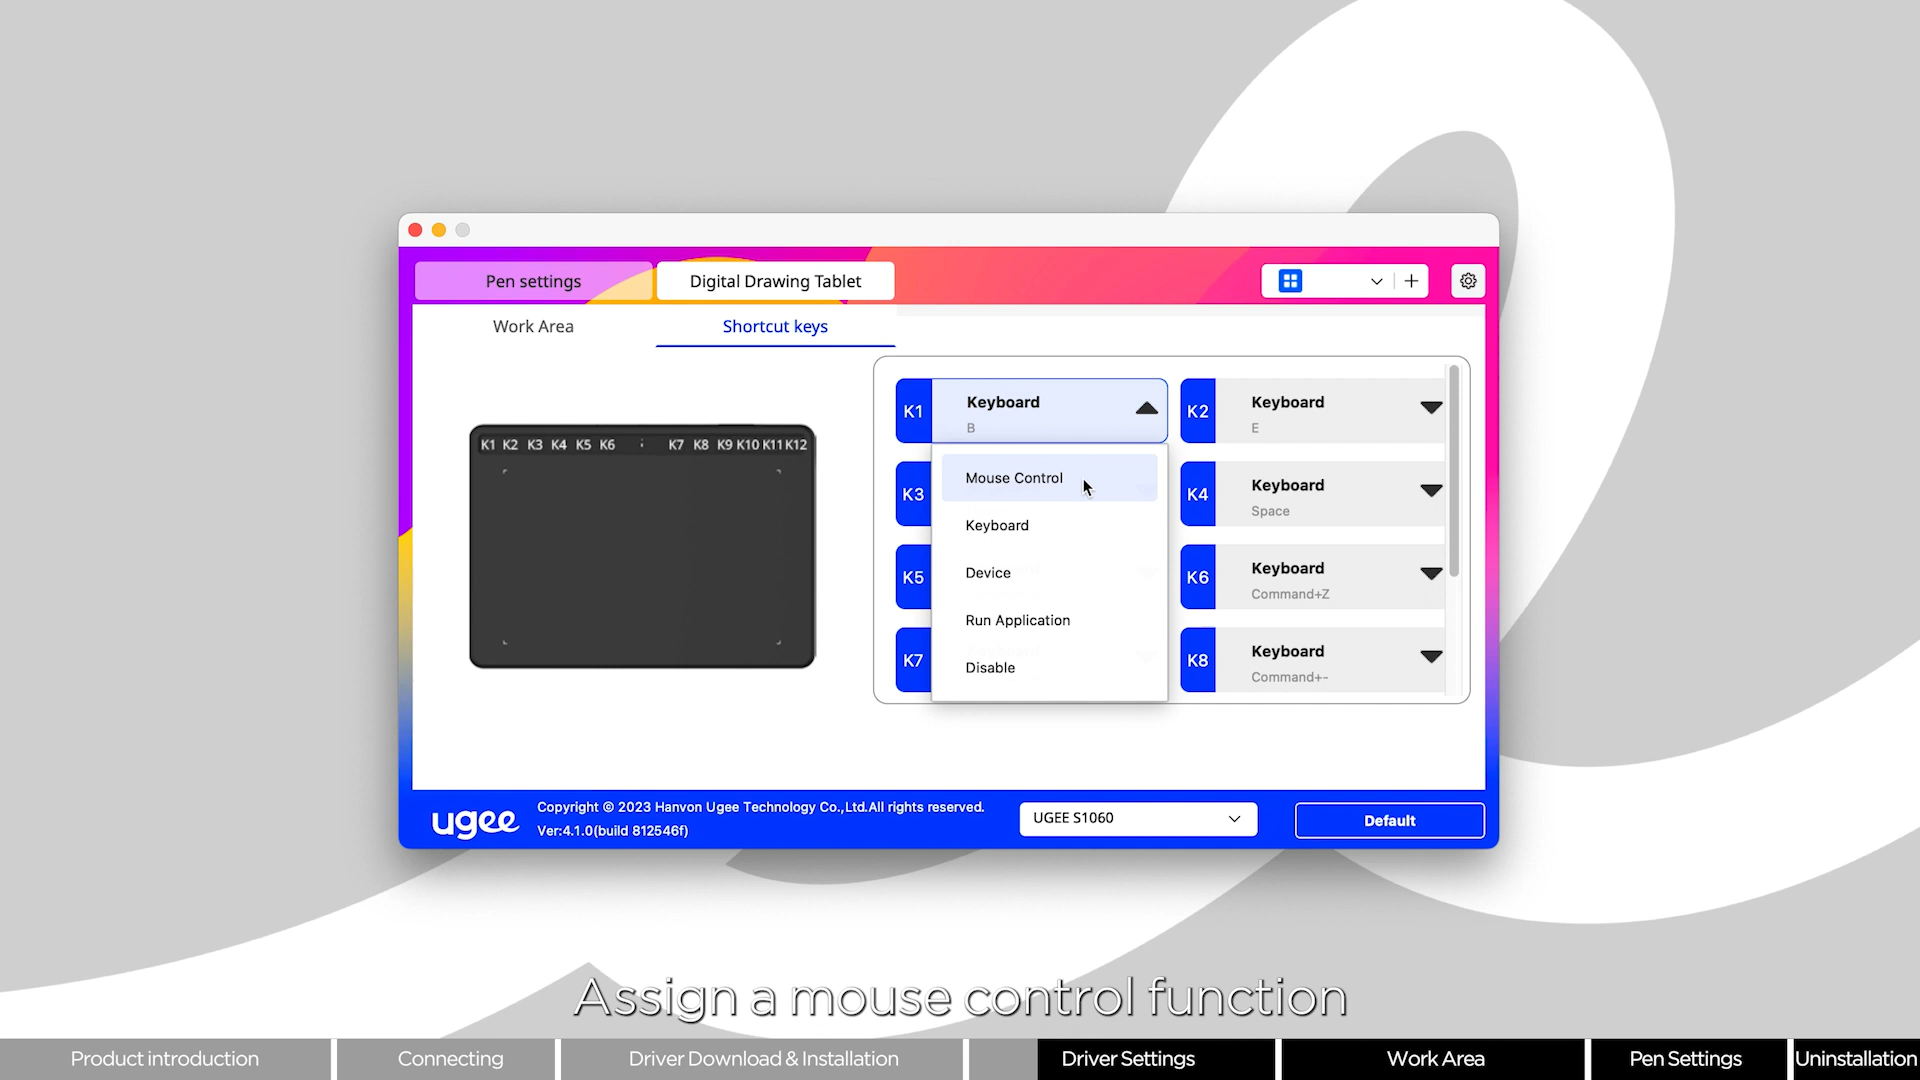 Pen settings
Digital Drawing Tablet
Work Area
Shortcut keys
K1 K2 K3 K4 K5 K6 K7 K8 K9 K10 K11 K12
K1
Keyboard
B
K2
Keyboard
E
Mouse Control
Keyboard
Device
Run Application
Disable
K3
K4
Keyboard
Space
K5
K6
Keyboard
Command+Z
K7
K8
Keyboard
Command+-
ugee
Copyright © 2023 Hanvon Ugee Technology Co.,Ltd.All rights reserved.
Ver:4.1.0(build 812546f)
UGEE S1060
Default
Assign a mouse control function
Product introduction
Connecting
Driver Download & Installation
Driver Settings
Work Area
Pen Settings
Uninstallation